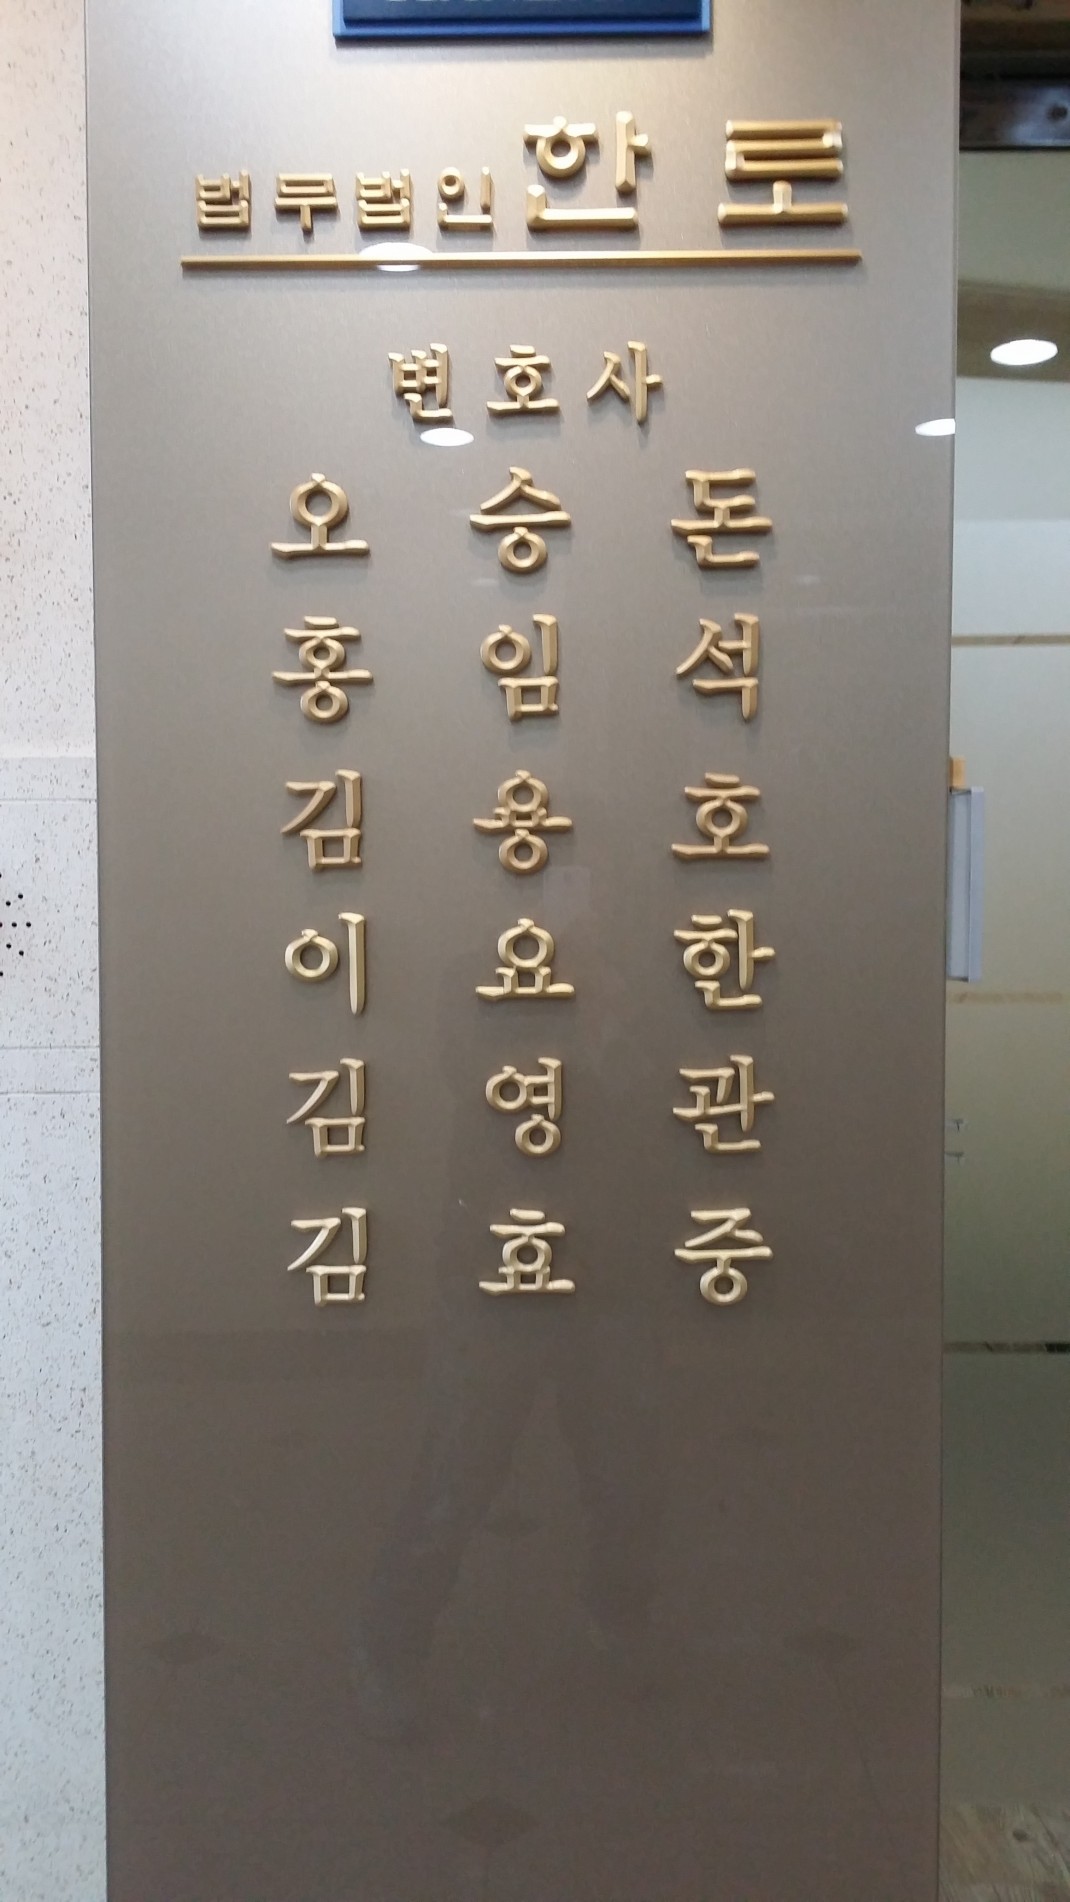 법무법인 한로
변호사
오승돈
홍임석
김용호
이요한
김영관
김효중